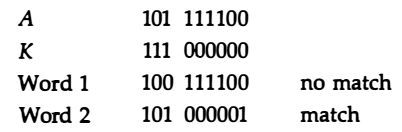 A 101 111100
K 111 000000
Word 1 100 111100 no match
Word 2 101 000001 match